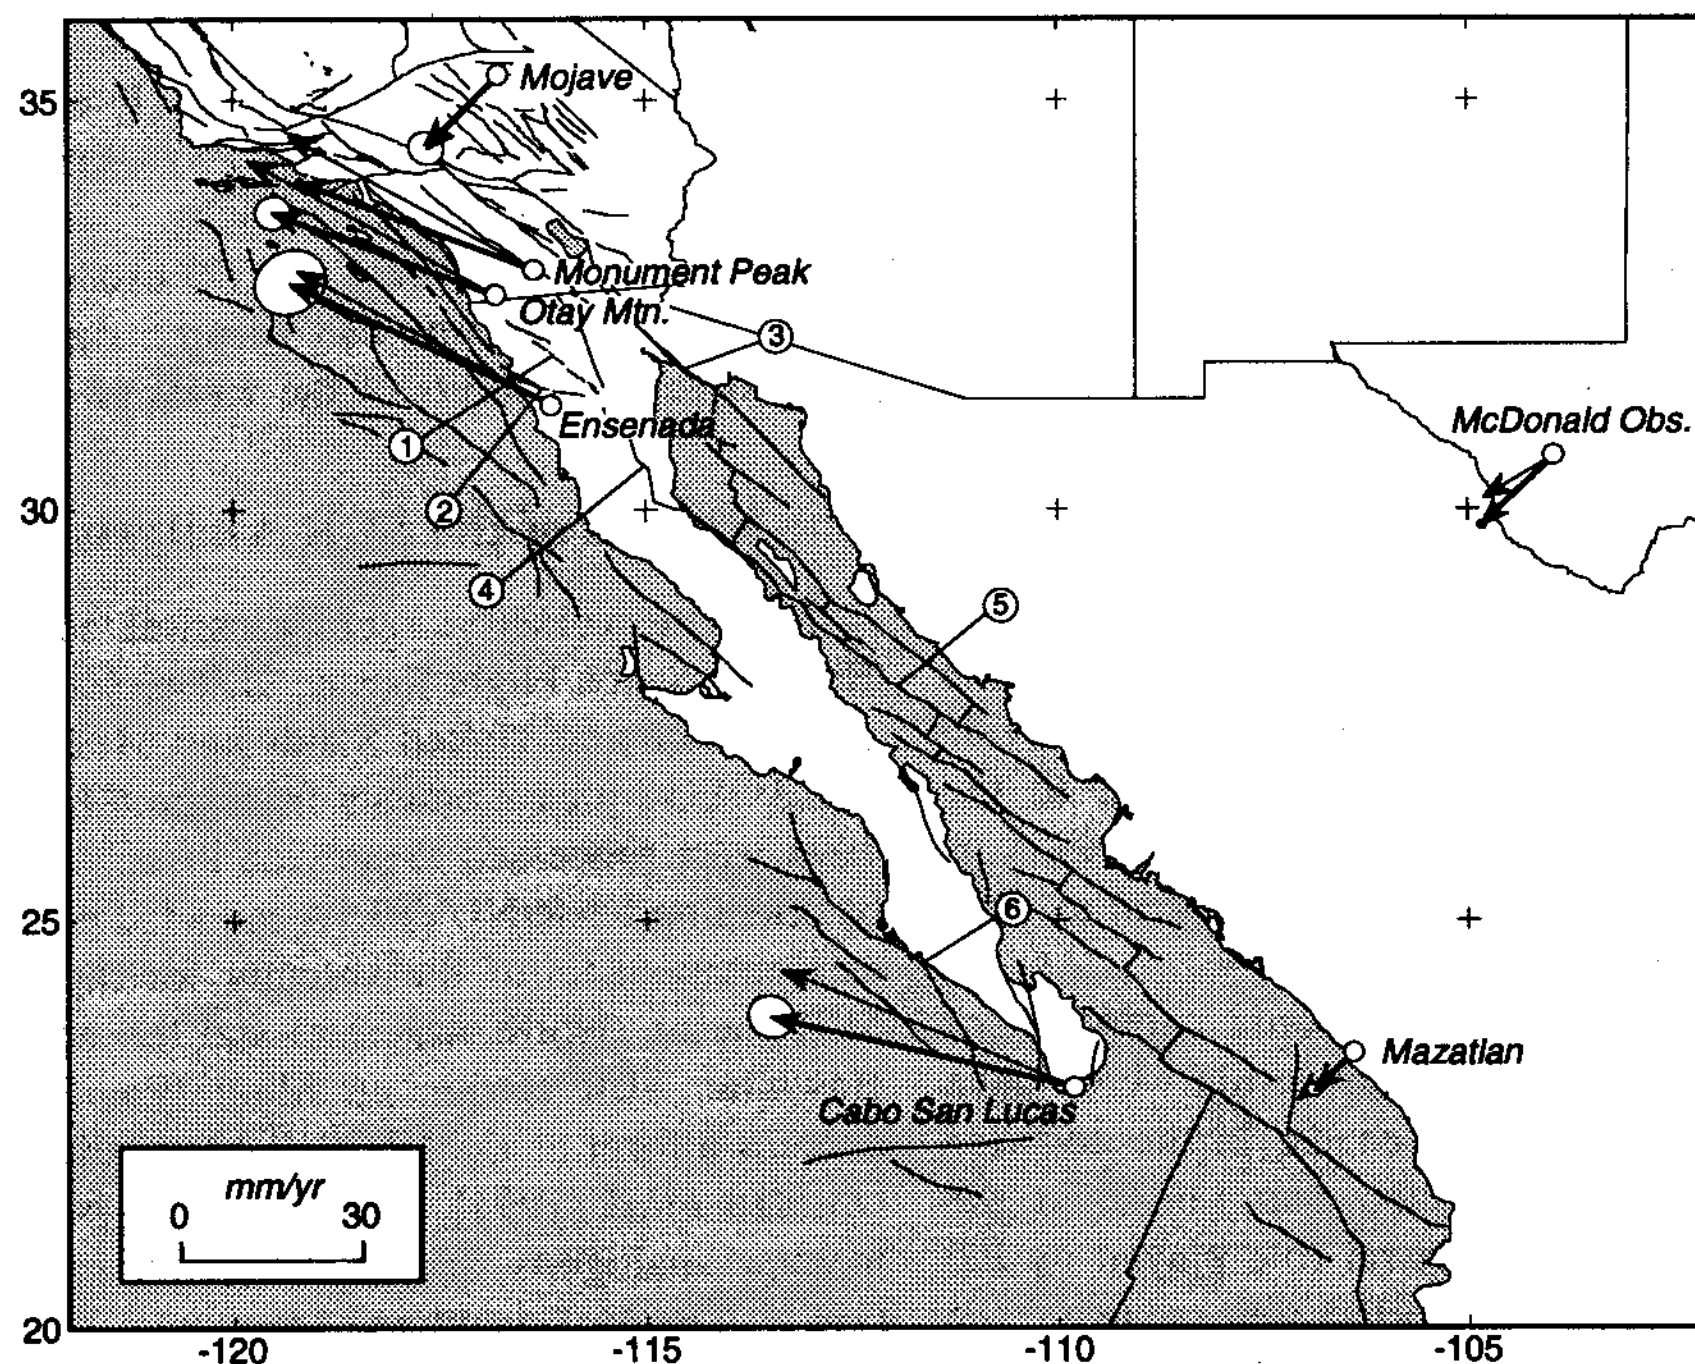 35
Mojave
Monument Peak
Otay Mtn.
3
McDonald Obs.
Ensenada
1
2
30
4
5
25
6
Mazatlan
Cabo San Lucas
mm/yr
0 30
20
-120 -115 -110 -105